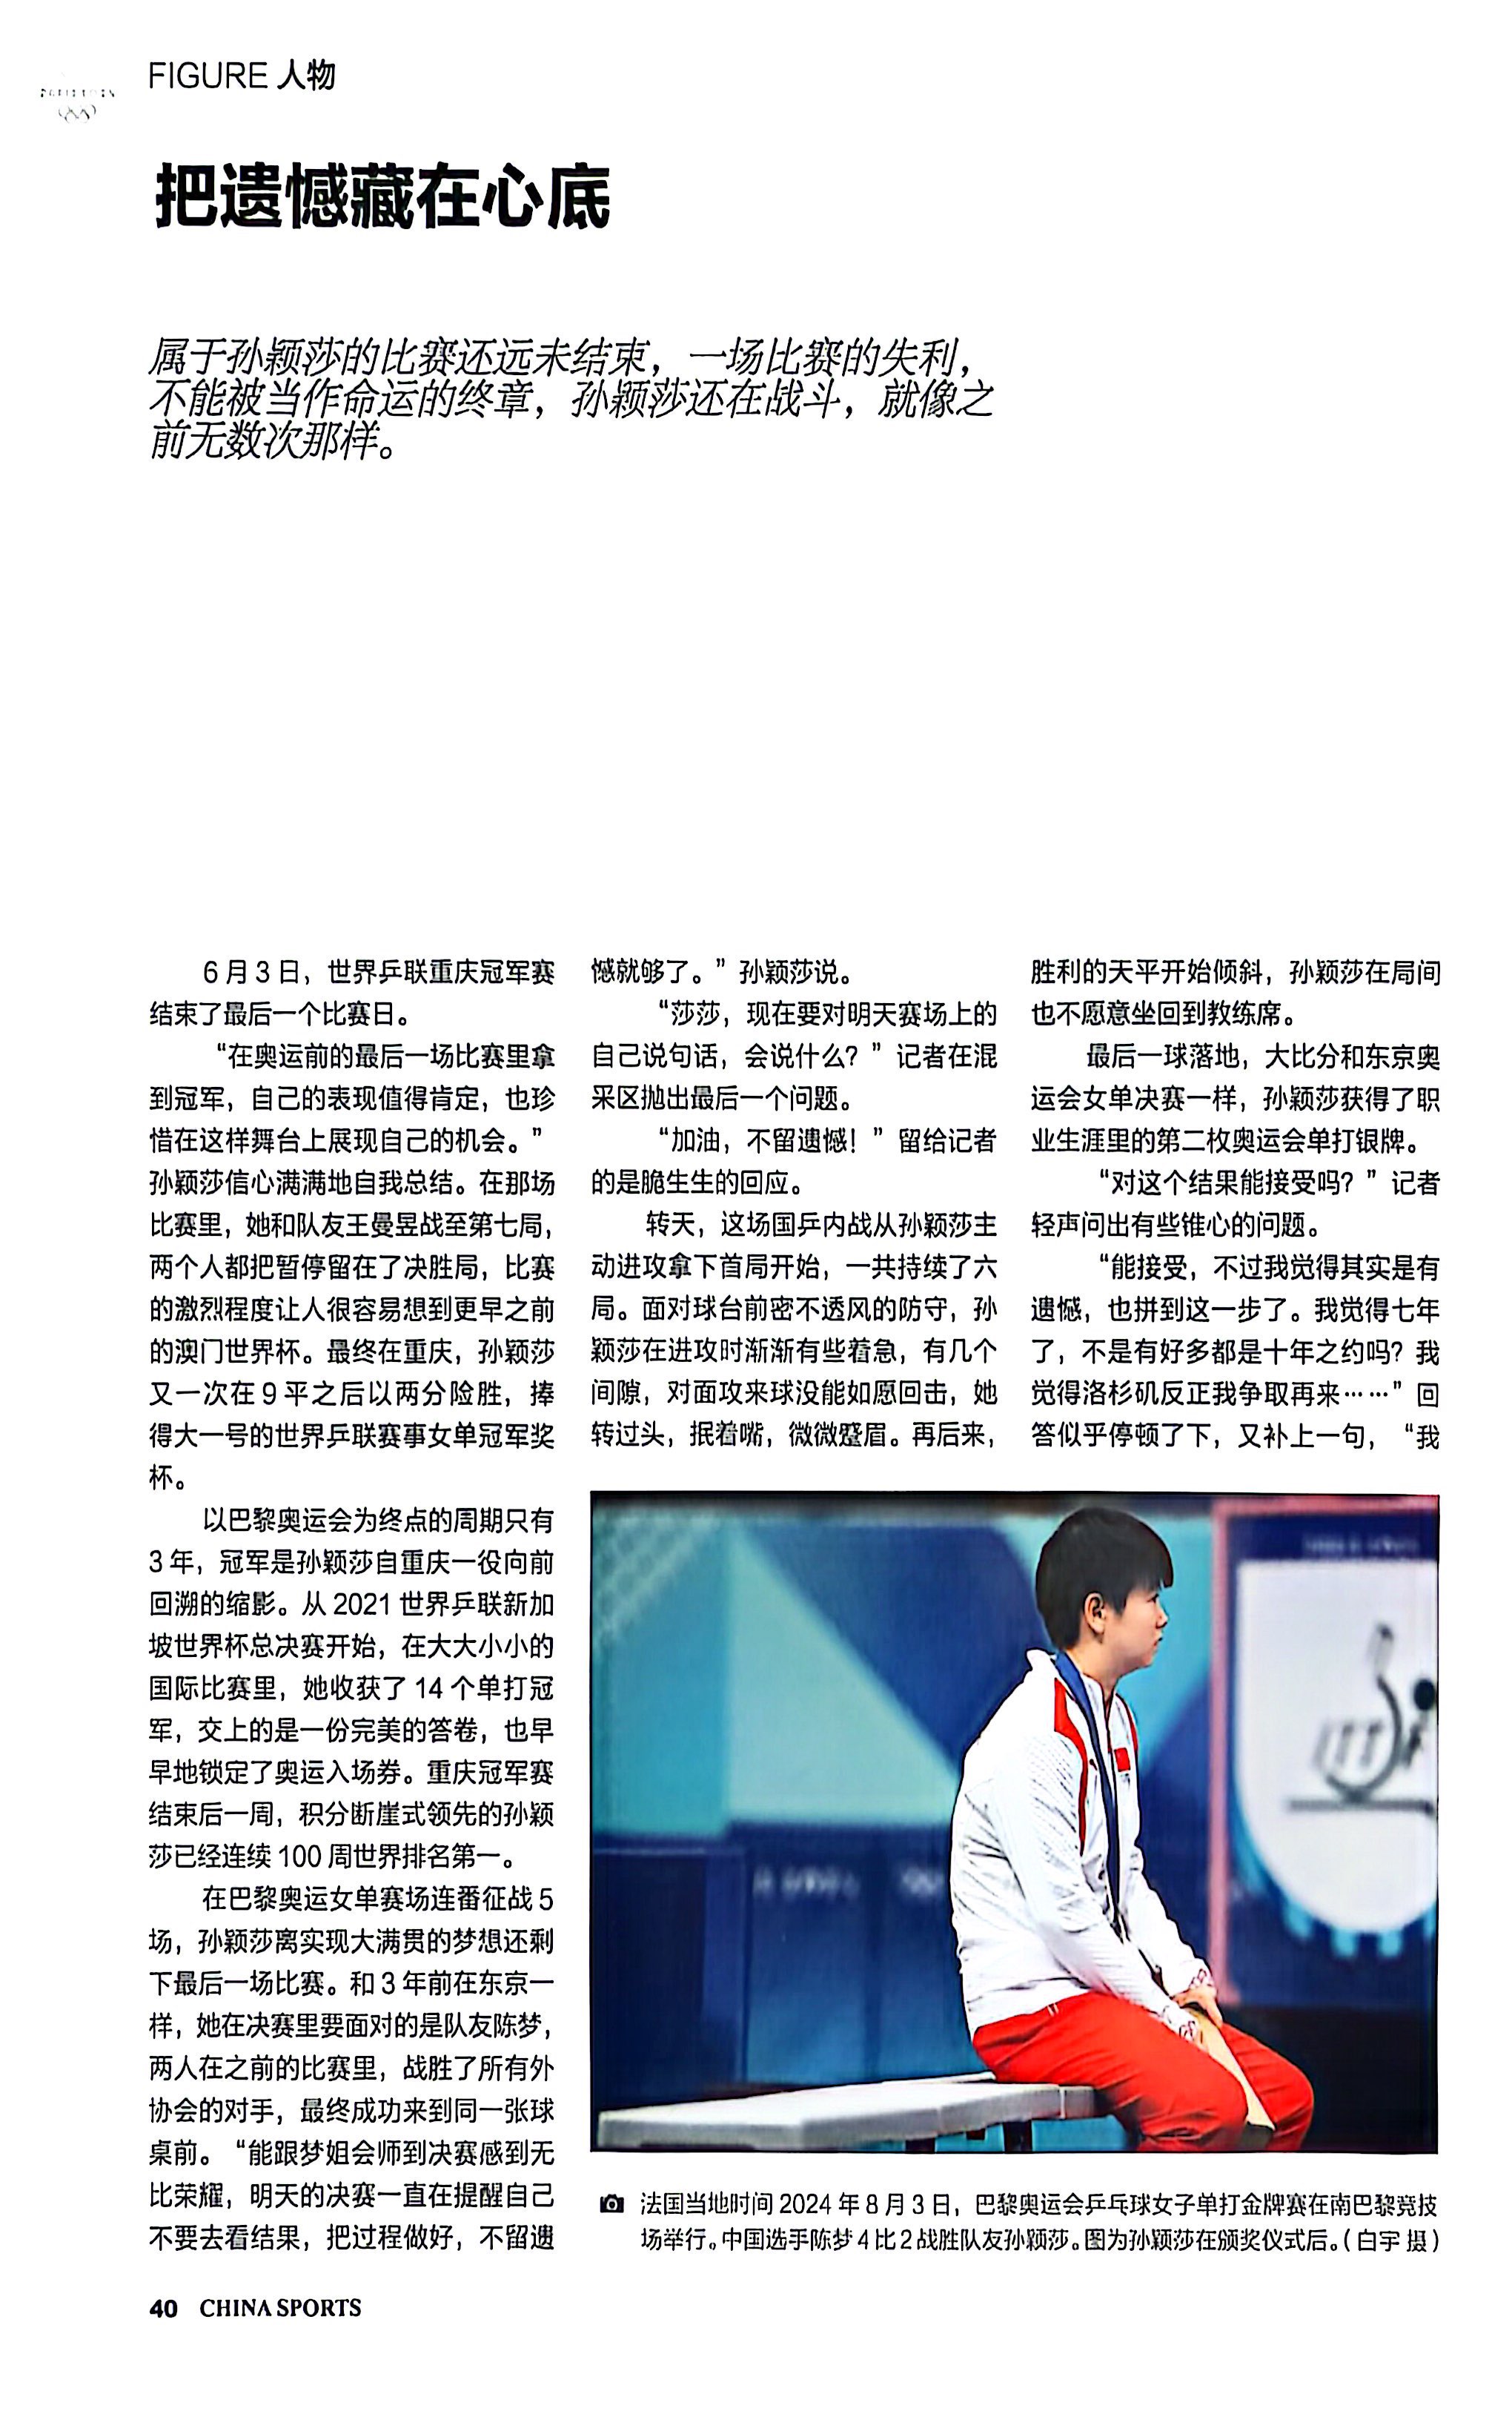 FIGURE 人物
把遗憾藏在心底
属于孙颖莎的比赛还远未结束，一场比赛的失利，
不能被当作命运的终章，孙颖莎还在战斗，就像之
前无数次那样。
6月3日，世界乒联重庆冠军赛
结束了最后一个比赛日。
“在奥运前的最后一场比赛里拿
到冠军，自己的表现值得肯定，也珍
惜在这样舞台上展现自己的机会。”
孙颖莎信心满满地自我总结。在那场
比赛里，她和队友王曼昱战至第七局，
两个人都把暂停留在了决胜局，比赛
的激烈程度让人很容易想到更早之前
的澳门世界杯。最终在重庆，孙颖莎
又一次在9平之后以两分险胜，捧
得大一号的世界乒联赛事女单冠军奖
杯。
以巴黎奥运会为终点的周期只有
3年，冠军是孙颖莎自重庆一役向前
回溯的缩影。从2021世界乒联新加
坡世界杯总决赛开始，在大大小小的
国际比赛里，她收获了14个单打冠
军，交上的是一份完美的答卷，也早
早地锁定了奥运入场券。重庆冠军赛
结束后一周，积分断崖式领先的孙颖
莎已经连续100周世界排名第一。
在巴黎奥运女单赛场连番征战5
场，孙颖莎离实现大满贯的梦想还剩
下最后一场比赛。和3年前在东京一
样，她在决赛里要面对的是队友陈梦，
两人在之前的比赛里，战胜了所有外
协会的对手，最终成功来到同一张球
桌前。“能跟梦姐会师到决赛感到无
比荣耀，明天的决赛一直在提醒自己
不要去看结果，把过程做好，不留遗
憾就够了。”孙颖莎说。
“莎莎，现在要对明天赛场上的
自己说句话，会说什么？”记者在混
采区抛出最后一个问题。
“加油，不留遗憾！”留给记者
的是脆生生的回应。
转天，这场国乒内战从孙颖莎主
动进攻拿下首局开始，一共持续了六
局。面对球台前密不透风的防守，孙
颖莎在进攻时渐渐有些着急，有几个
间隙，对面攻来球没能如愿回击，她
转过头，抿着嘴，微微蹙眉。再后来，
胜利的天平开始倾斜，孙颖莎在局间
也不愿意坐回到教练席。
最后一球落地，大比分和东京奥
运会女单决赛一样，孙颖莎获得了职
业生涯里的第二枚奥运会单打银牌。
“对这个结果能接受吗？”记者
轻声问出有些锥心的问题。
“能接受，不过我觉得其实是有
遗憾，也拼到这一步了。我觉得七年
了，不是有好多都是十年之约吗？我
觉得洛杉矶反正我争取再来……”回
答似乎停顿了下，又补上一句，“我
ITTF
法国当地时间2024年8月3日，巴黎奥运会乒乓球女子单打金牌赛在南巴黎竞技
场举行。中国选手陈梦4比2战胜队友孙颖莎。图为孙颖莎在颁奖仪式后。（白宇 摄）
40 CHINA SPORTS